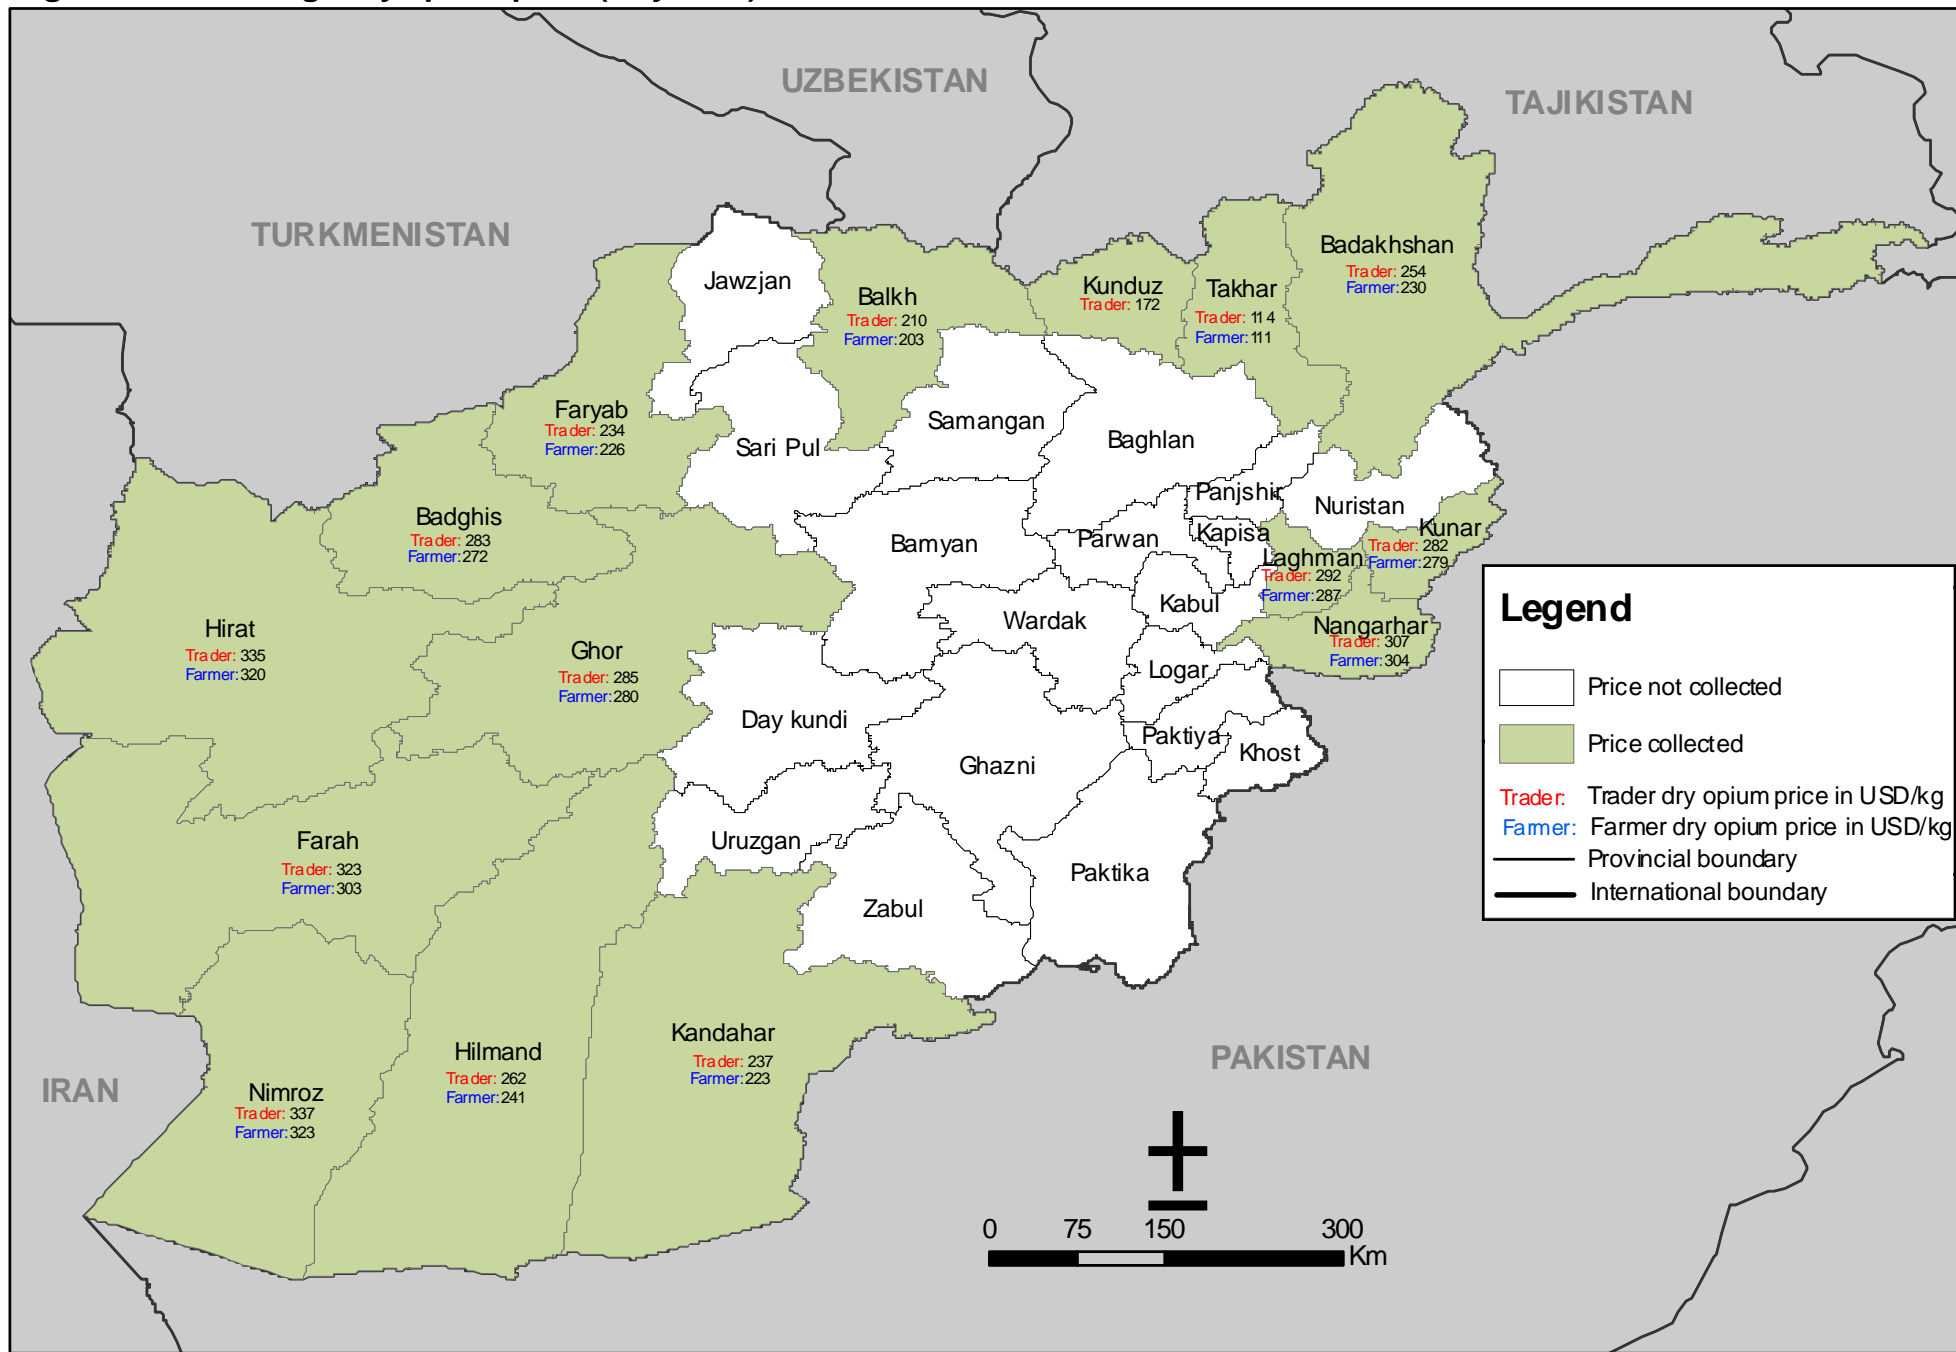 UZBEKISTAN
TAJIKISTAN
TURKMENISTAN
Jawzjan
Balkh
Trader: 210
Farmer:203
Kunduz
Trader: 172
Takhar
Trader: 114
Farmer: 111
Badakhshan
Trader: 254
Farmer:230
Faryab
Trader: 234
Farmer:226
Sari Pul
Samangan
Baghlan
Badghis
Trader: 283
Farmer:272
Panjshir
Nuristan
Bamyan
Parwan
Kapisa
Kunar
Trader: 282
Farmer:279
Laghman
Trader: 292
Farmer:287
Hirat
Trader: 335
Farmer:320
Ghor
Trader: 285
Farmer:280
Wardak
Kabul
Nangarhar
Trader: 307
Farmer:304
Logar
Day kundi
Ghazni
Paktiya
Khost
Farah
Trader: 323
Farmer:303
Uruzgan
Zabul
Paktika
Kandahar
Trader: 237
Farmer:223
Hilmand
Trader: 262
Farmer:241
Nimroz
Trader: 337
Farmer:323
IRAN
PAKISTAN
Legend
Price not collected
Price collected
Trader: Trader dry opium price in USD/kg
Farmer: Farmer dry opium price in USD/kg
Provincial boundary
International boundary
0 75 150 300
Km